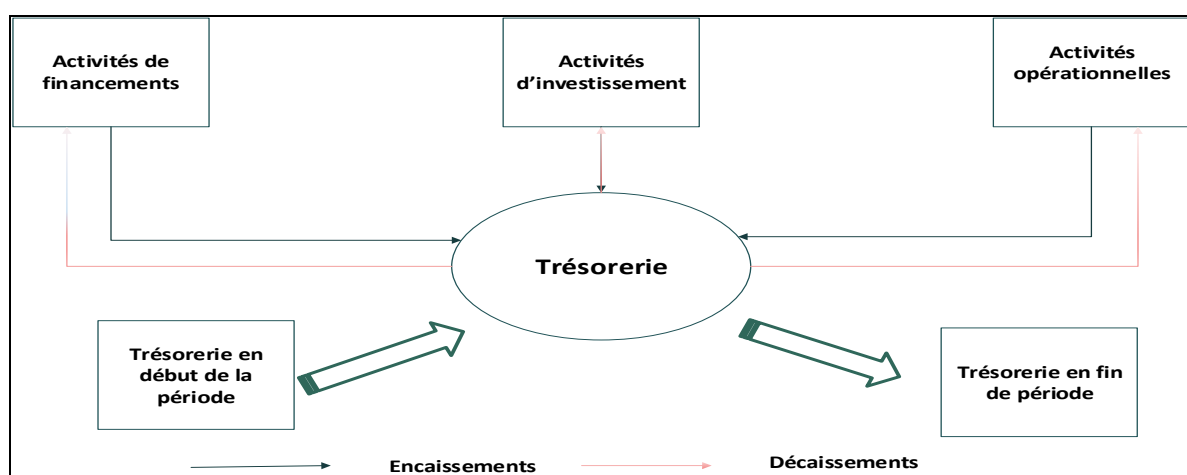 Activités de
financements
Activités
d’investissement
Activités
opérationnelles
Trésorerie
Trésorerie en
début de la
période
Trésorerie en fin
de période
Encaissements
Décaissements